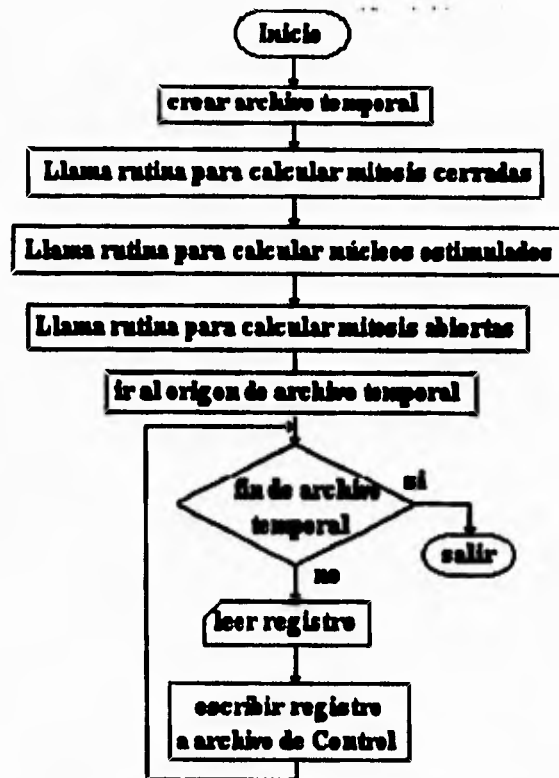 Inicio
crear archivo temporal
Llama rutina para calcular mitosis cerradas
Llama rutina para calcular núcleos estimulados
Llama rutina para calcular mitosis abiertas
ir al origen de archivo temporal
fin de archivo
temporal
si
salir
no
leer registro
escribir registro
a archivo de Control